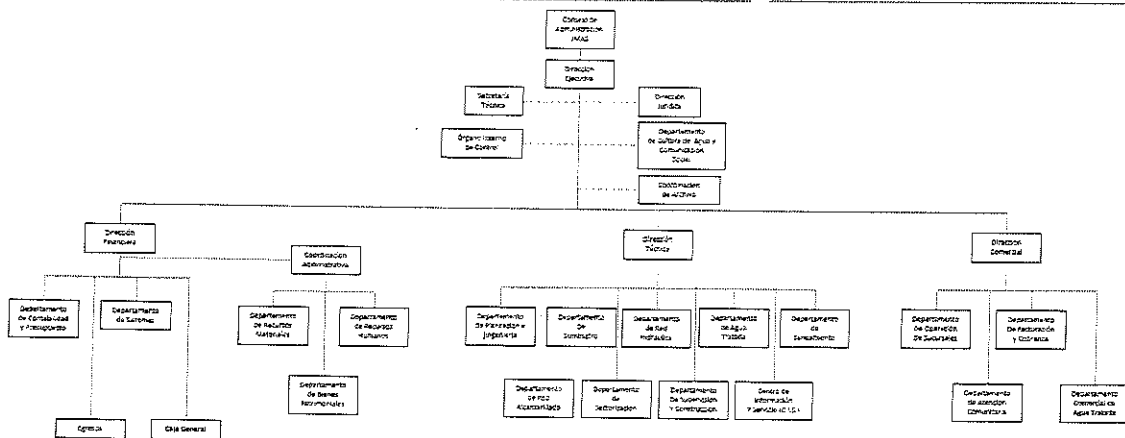 Consejo de
Administración
JMAS
Dirección
Ejecutiva
Secretaría
Técnica
Dirección
Jurídica
Órgano Interno
de Control
Departamento
de Cultura del Agua y
Comunicación
Social
Coordinación
de Archivo
Dirección
Financiera
Coordinación
Administrativa
Dirección
Técnica
Dirección
Comercial
Departamento
de Contabilidad
y Presupuesto
Departamento
de Sistemas
Departamento
de Recursos
Materiales
Departamento
de Recursos
Humanos
Departamento
de Planeación e
Ingeniería
Departamento
de
Suministro
Departamento
de Red
Hidráulica
Departamento
de Agua
Tratada
Departamento
de
Saneamiento
Departamento
De Operación
De Sucursales
Departamento
De Facturación
y Cobranza
Departamento
de Bienes
Patrimoniales
Departamento
de Red
Alcantarillado
Departamento
de
Sectorización
Departamento
De Supervisión
Y Construcción
Centro de
Información
Y Servicio (C.I.S.)
Departamento
de Atención
Comunitaria
Departamento
Comercial de
Agua Tratada
Egresos
Caja General